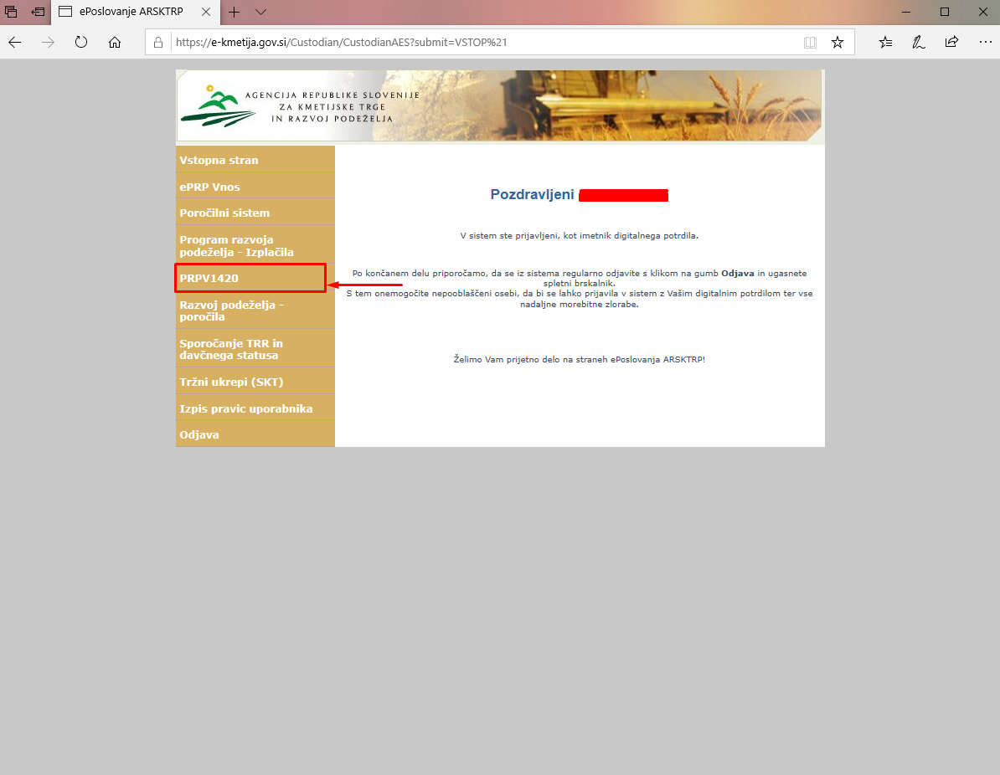 ePoslovanje ARSKTRP
https://e-kmetija.gov.si/Custodian/CustodianAES?submit=VSTOP%21
AGENCIJA REPUBLIKE SLOVENIJE
ZA KMETIJSKE TRGE
IN RAZVOJ PODEŽELJA
Vstopna stran
ePRP Vnos
Poročilni sistem
Program razvoja
podeželja - Izplačila
PRPV1420
Razvoj podeželja -
poročila
Sporočanje TRR in
davčnega statusa
Tržni ukrepi (SKT)
Izpis pravic uporabnika
Odjava
Pozdravljeni
V sistem ste prijavljeni, kot imetnik digitalnega potrdila.
Po končanem delu priporočamo, da se iz sistema regularno odjavite s klikom na gumb Odjava in ugasnete
spletni brskalnik.
S tem onemogočite nepooblaščeni osebi, da bi se lahko prijavila v sistem z Vašim digitalnim potrdilom ter vse
nadaljne morebitne zlorabe.
Želimo Vam prijetno delo na straneh ePoslovanja ARSKTRP!